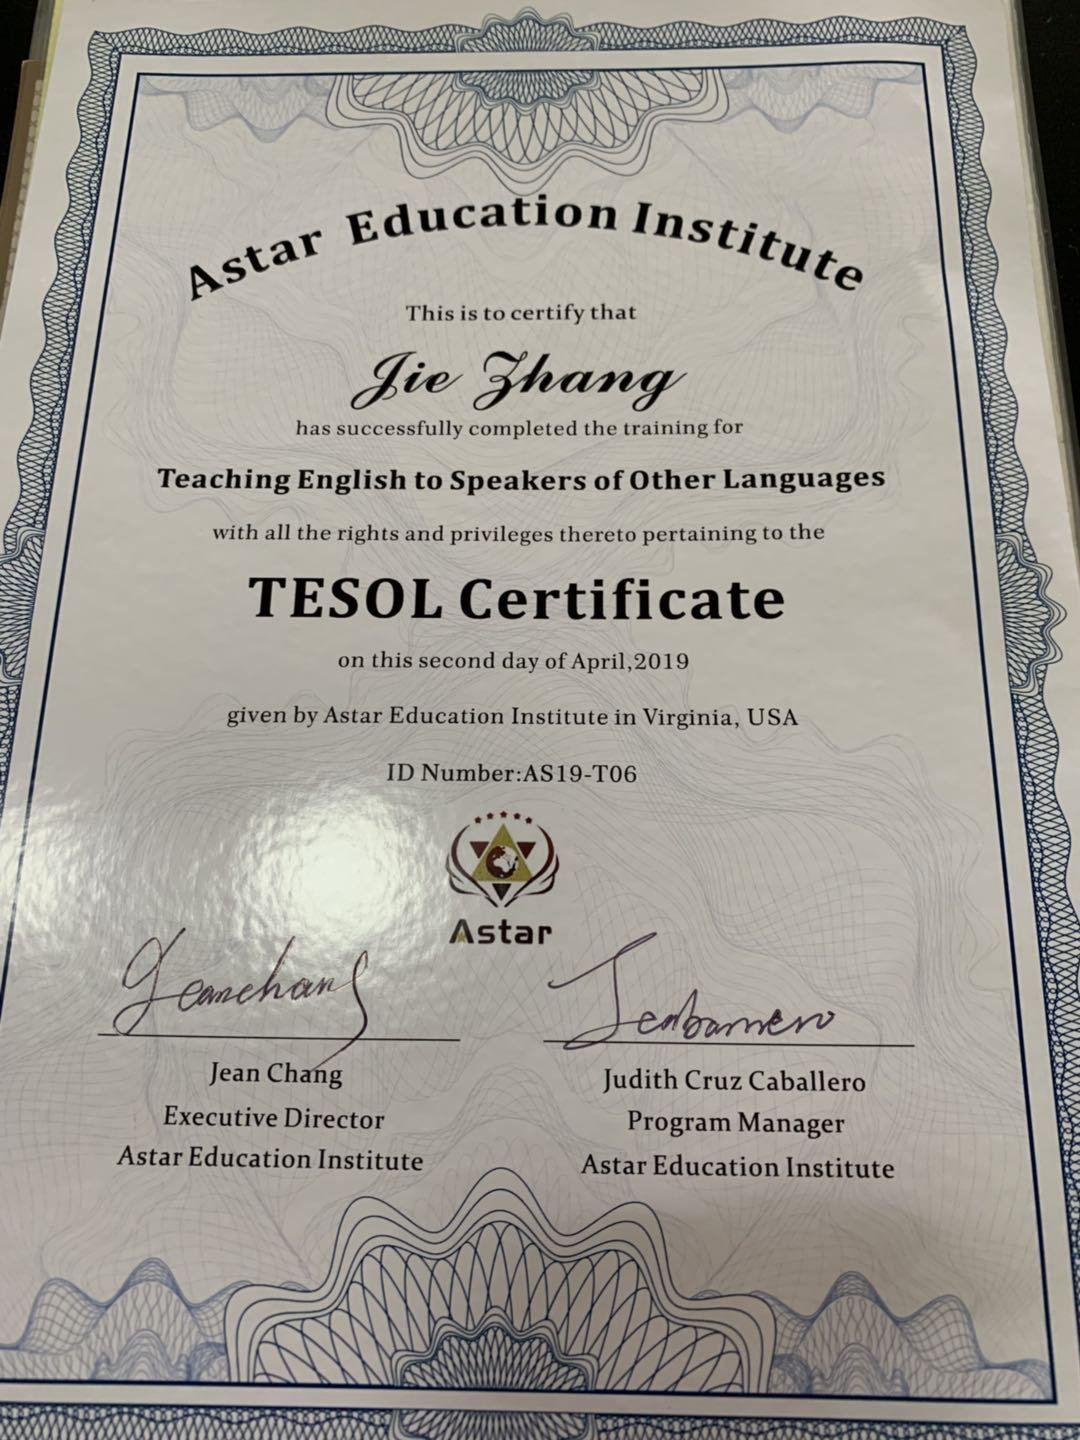 Astar Education Institute
This is to certify that
Jie Zhang
has successfully completed the training for
Teaching English to Speakers of Other Languages
with all the rights and privileges thereto pertaining to the
TESOL Certificate
on this second day of April,2019
given by Astar Education Institute in Virginia, USA
ID Number:AS19-T06
Astar
Jean Chang
Executive Director
Astar Education Institute
Judith Cruz Caballero
Program Manager
Astar Education Institute